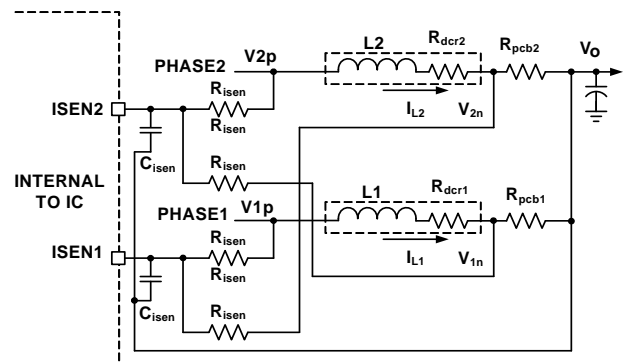 L2
Rdcr2
Rpcb2
Vo
PHASE2
V2p
Risen
Risen
ISEN2
IL2
V2n
Cisen
Risen
INTERNAL
TO IC
L1
Rdcr1
Rpcb1
PHASE1
V1p
Risen
Risen
ISEN1
IL1
V1n
Cisen
Risen